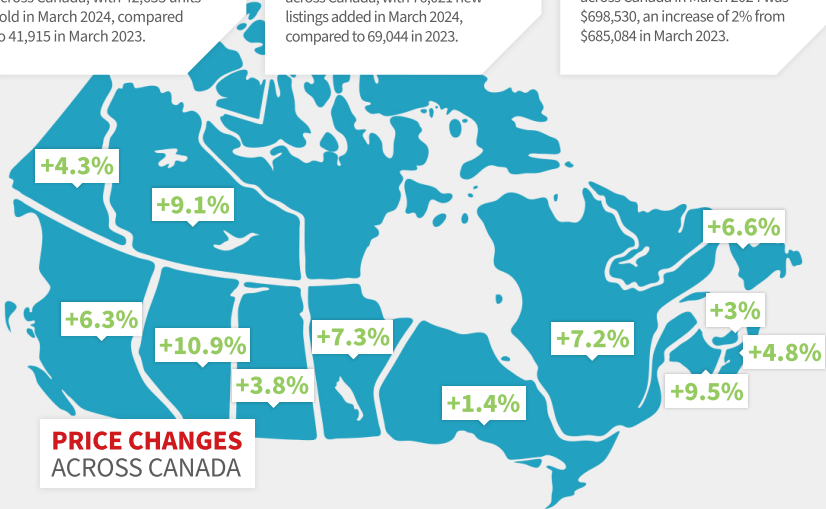 old in March 2024, compared
o 41,915 in March 2023.
listings added in March 2024,
compared to 69,044 in 2023.
$698,530, an increase of 2% from
$685,084 in March 2023.
+4.3%
+9.1%
+6.6%
+6.3%
+10.9%
+3.8%
+7.3%
+1.4%
+7.2%
+3%
+4.8%
+9.5%
PRICE CHANGES
ACROSS CANADA